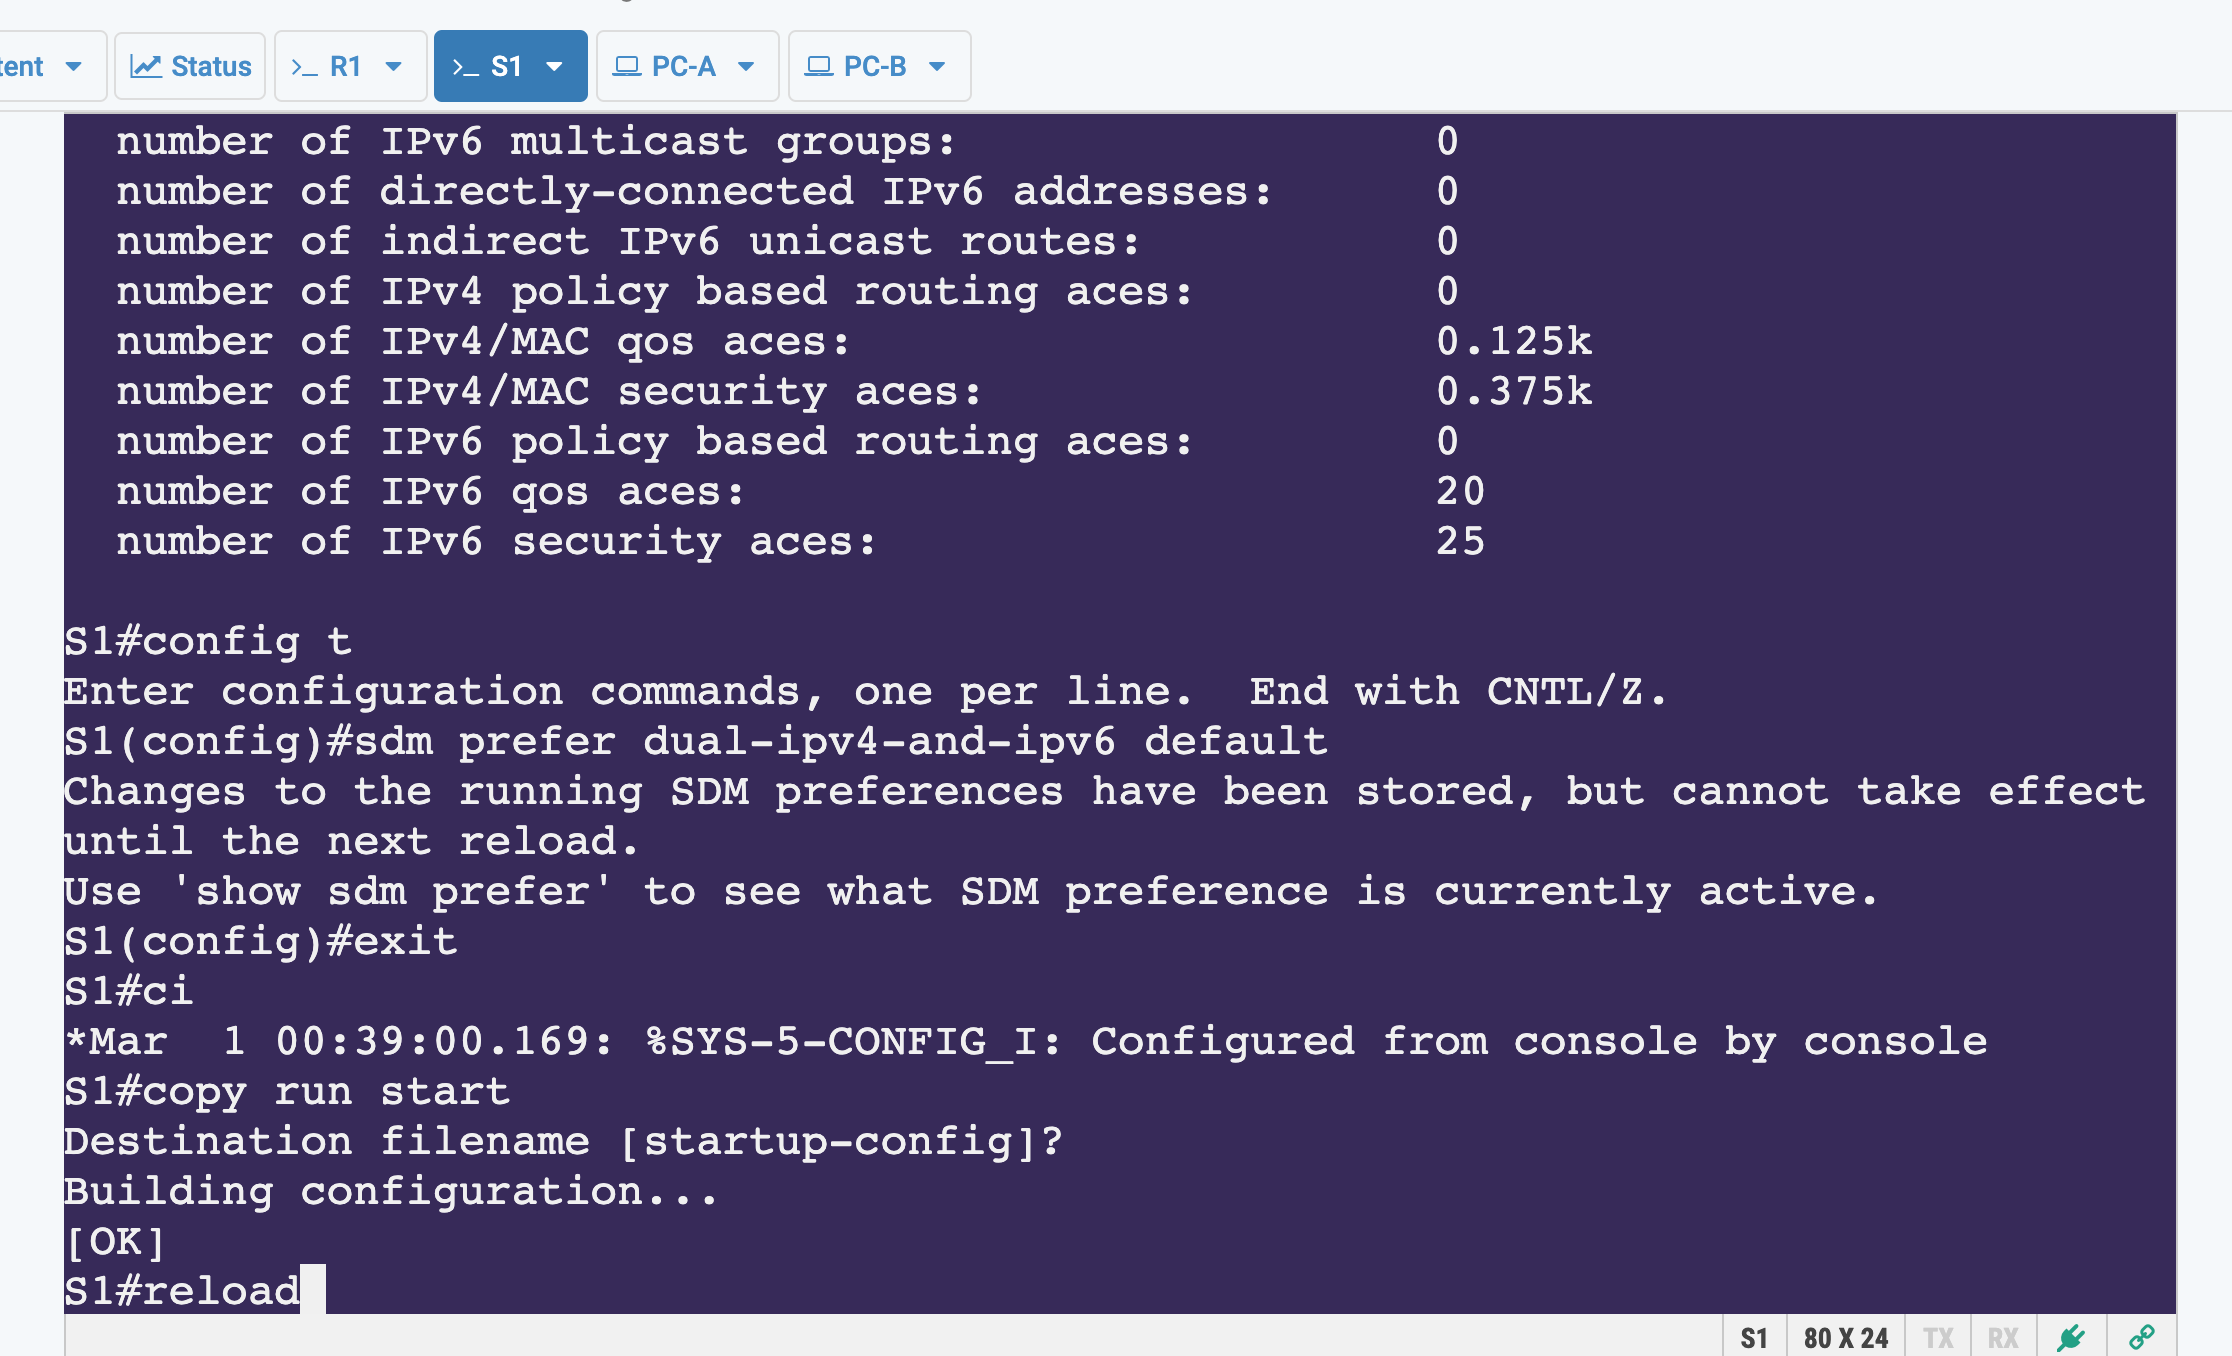 tent Status >_ R1 >_ S1 PC-A PC-B
number of IPv6 multicast groups: 0
number of directly-connected IPv6 addresses: 0
number of indirect IPv6 unicast routes: 0
number of IPv4 policy based routing aces: 0
number of IPv4/MAC qos aces: 0.125k
number of IPv4/MAC security aces: 0.375k
number of IPv6 policy based routing aces: 0
number of IPv6 qos aces: 20
number of IPv6 security aces: 25
S1#config t
Enter configuration commands, one per line.  End with CNTL/Z.
S1(config)#sdm prefer dual-ipv4-and-ipv6 default
Changes to the running SDM preferences have been stored, but cannot take effect
until the next reload.
Use 'show sdm prefer' to see what SDM preference is currently active.
S1(config)#exit
S1#ci
*Mar  1 00:39:00.169: %SYS-5-CONFIG_I: Configured from console by console
S1#copy run start
Destination filename [startup-config]?
Building configuration...
[OK]
S1#reload
S1 80 X 24 TX RX